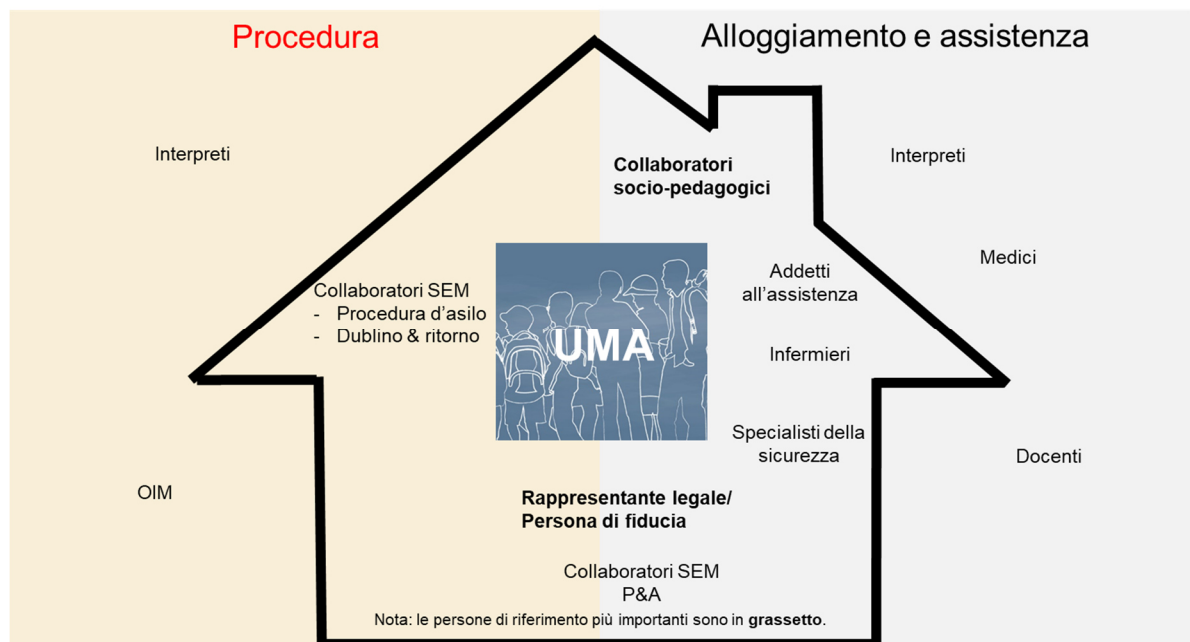 Procedura
Alloggiamento e assistenza
Interpreti
Collaboratori
socio-pedagogici
Interpreti
Medici
Addetti
all'assistenza
Collaboratori SEM
- Procedura d'asilo
- Dublino & ritorno
UMA
Infermieri
Specialisti della
sicurezza
Docenti
OIM
Rappresentante legale/
Persona di fiducia
Collaboratori SEM
P&A
Nota: le persone di riferimento più importanti sono in grassetto.